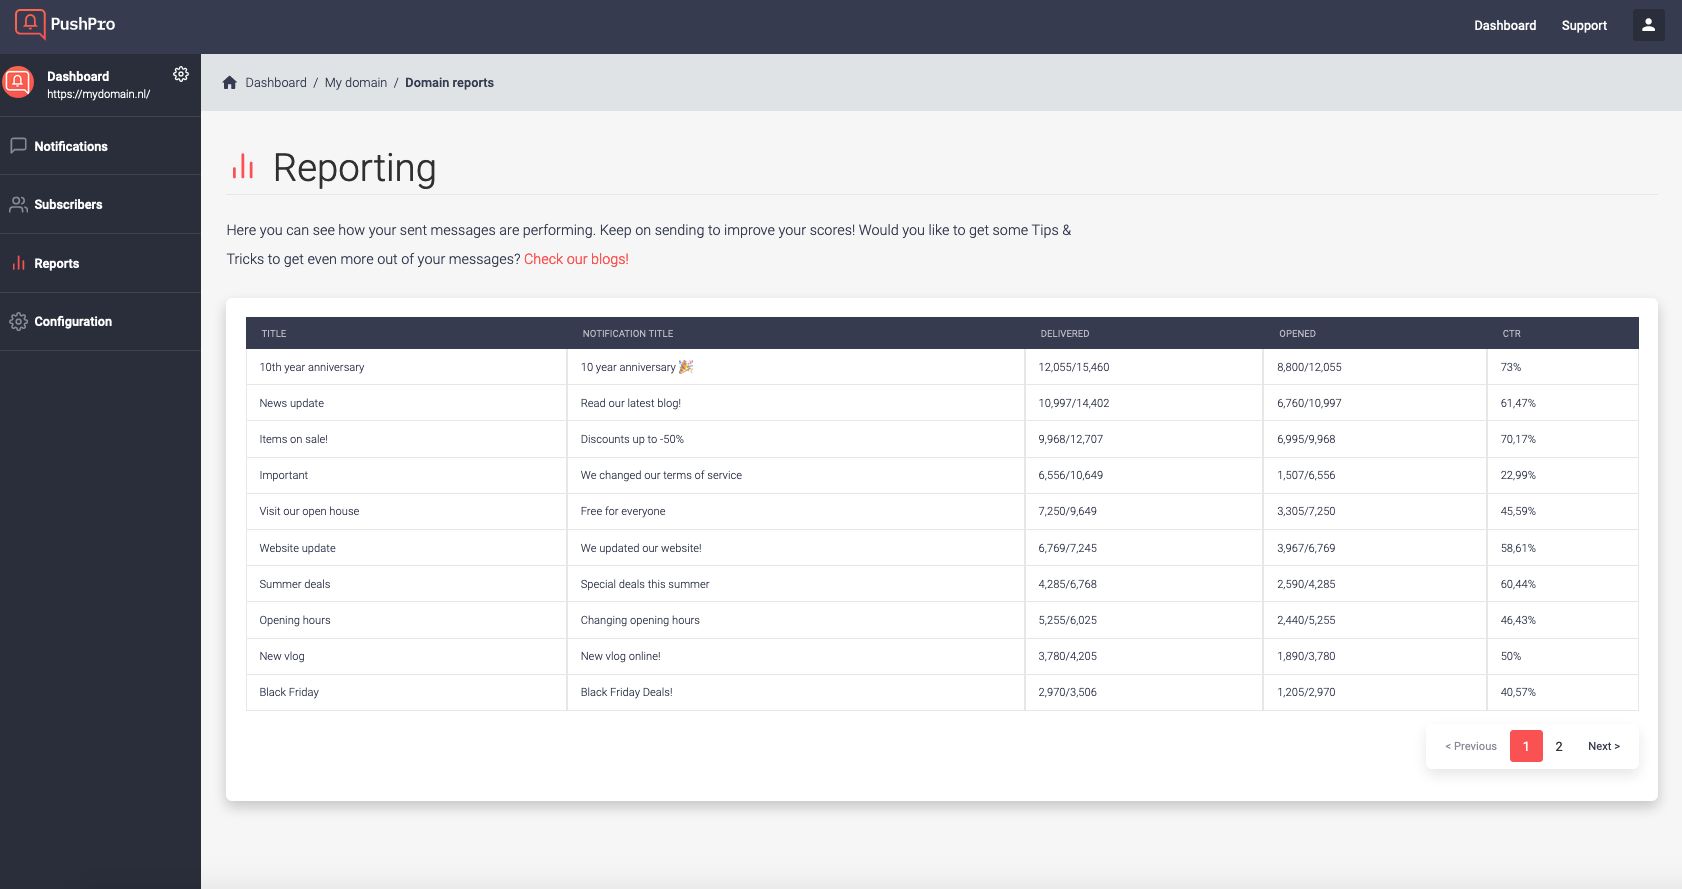 PushPro
Dashboard Support
Dashboard
https://mydomain.nl/
Notifications
Subscribers
Reports
Configuration
Dashboard / My domain / Domain reports
Reporting
Here you can see how your sent messages are performing. Keep on sending to improve your scores! Would you like to get some Tips &
Tricks to get even more out of your messages? Check our blogs!
TITLE NOTIFICATION TITLE DELIVERED OPENED CTR
10th year anniversary 10 year anniversary 🎉 12,055/15,460 8,800/12,055 73%
News update Read our latest blog! 10,997/14,402 6,760/10,997 61,47%
Items on sale! Discounts up to -50% 9,968/12,707 6,995/9,968 70,17%
Important We changed our terms of service 6,556/10,649 1,507/6,556 22,99%
Visit our open house Free for everyone 7,250/9,649 3,305/7,250 45,59%
Website update We updated our website! 6,769/7,245 3,967/6,769 58,61%
Summer deals Special deals this summer 4,285/6,768 2,590/4,285 60,44%
Opening hours Changing opening hours 5,255/6,025 2,440/5,255 46,43%
New vlog New vlog online! 3,780/4,205 1,890/3,780 50%
Black Friday Black Friday Deals! 2,970/3,506 1,205/2,970 40,57%
< Previous 1 2 Next >